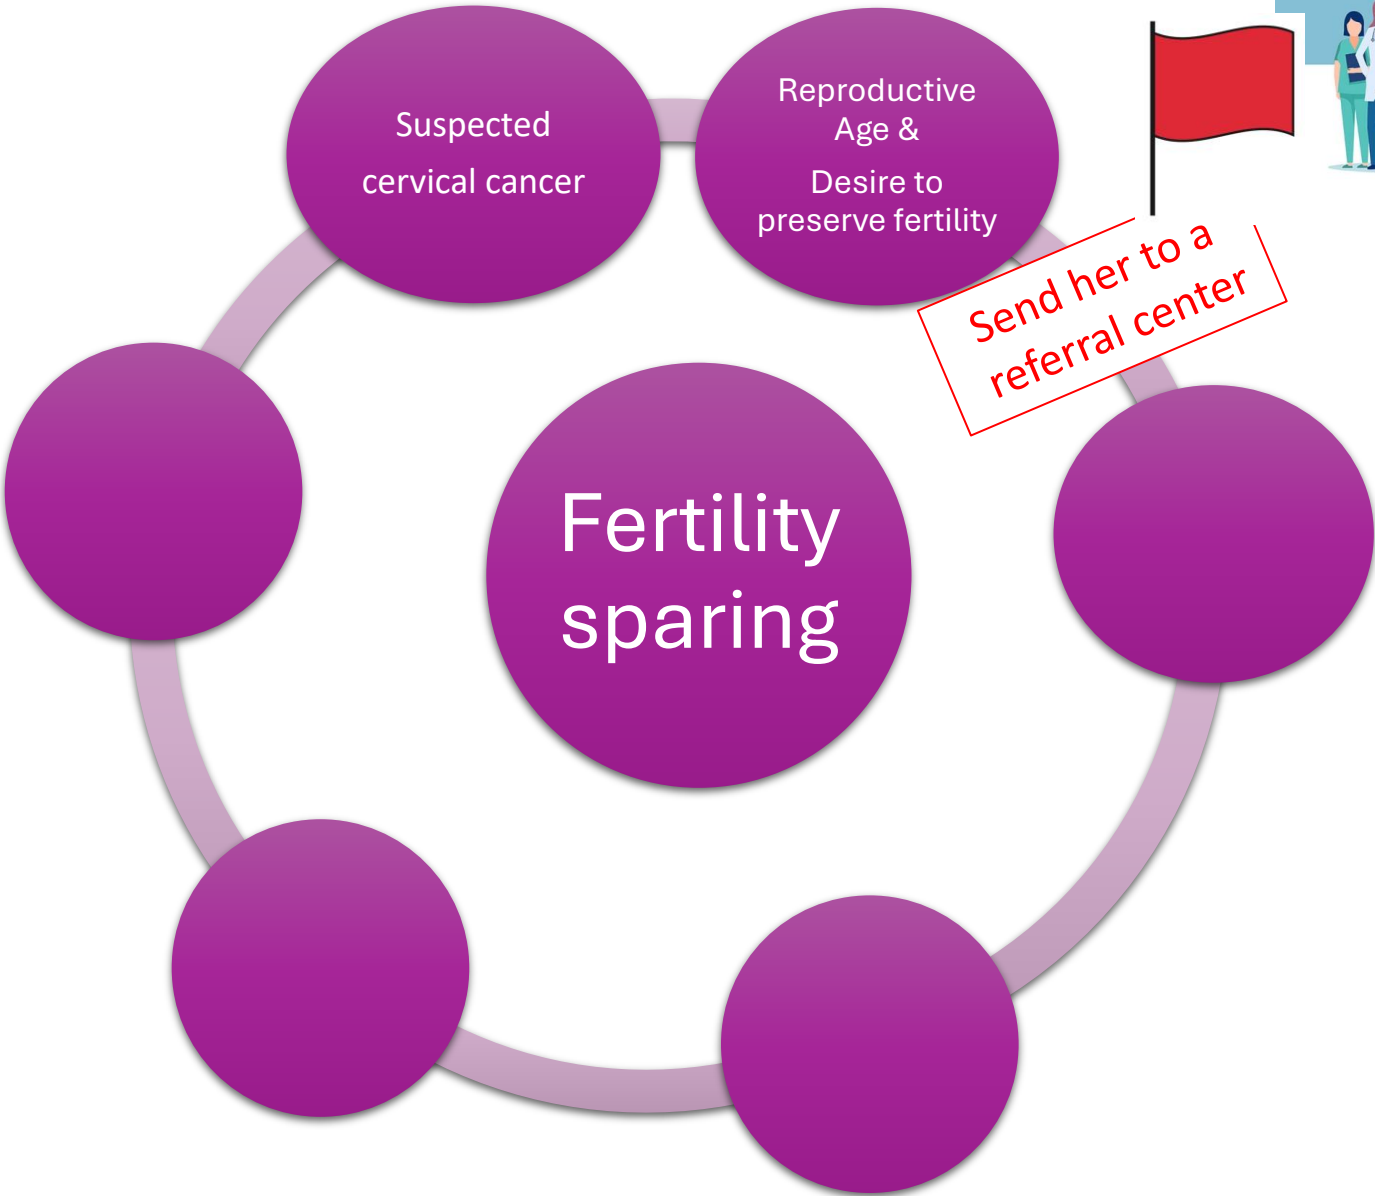 Suspected
cervical cancer
Reproductive
Age &
Desire to
preserve fertility
Send her to a
referral center
Fertility
sparing